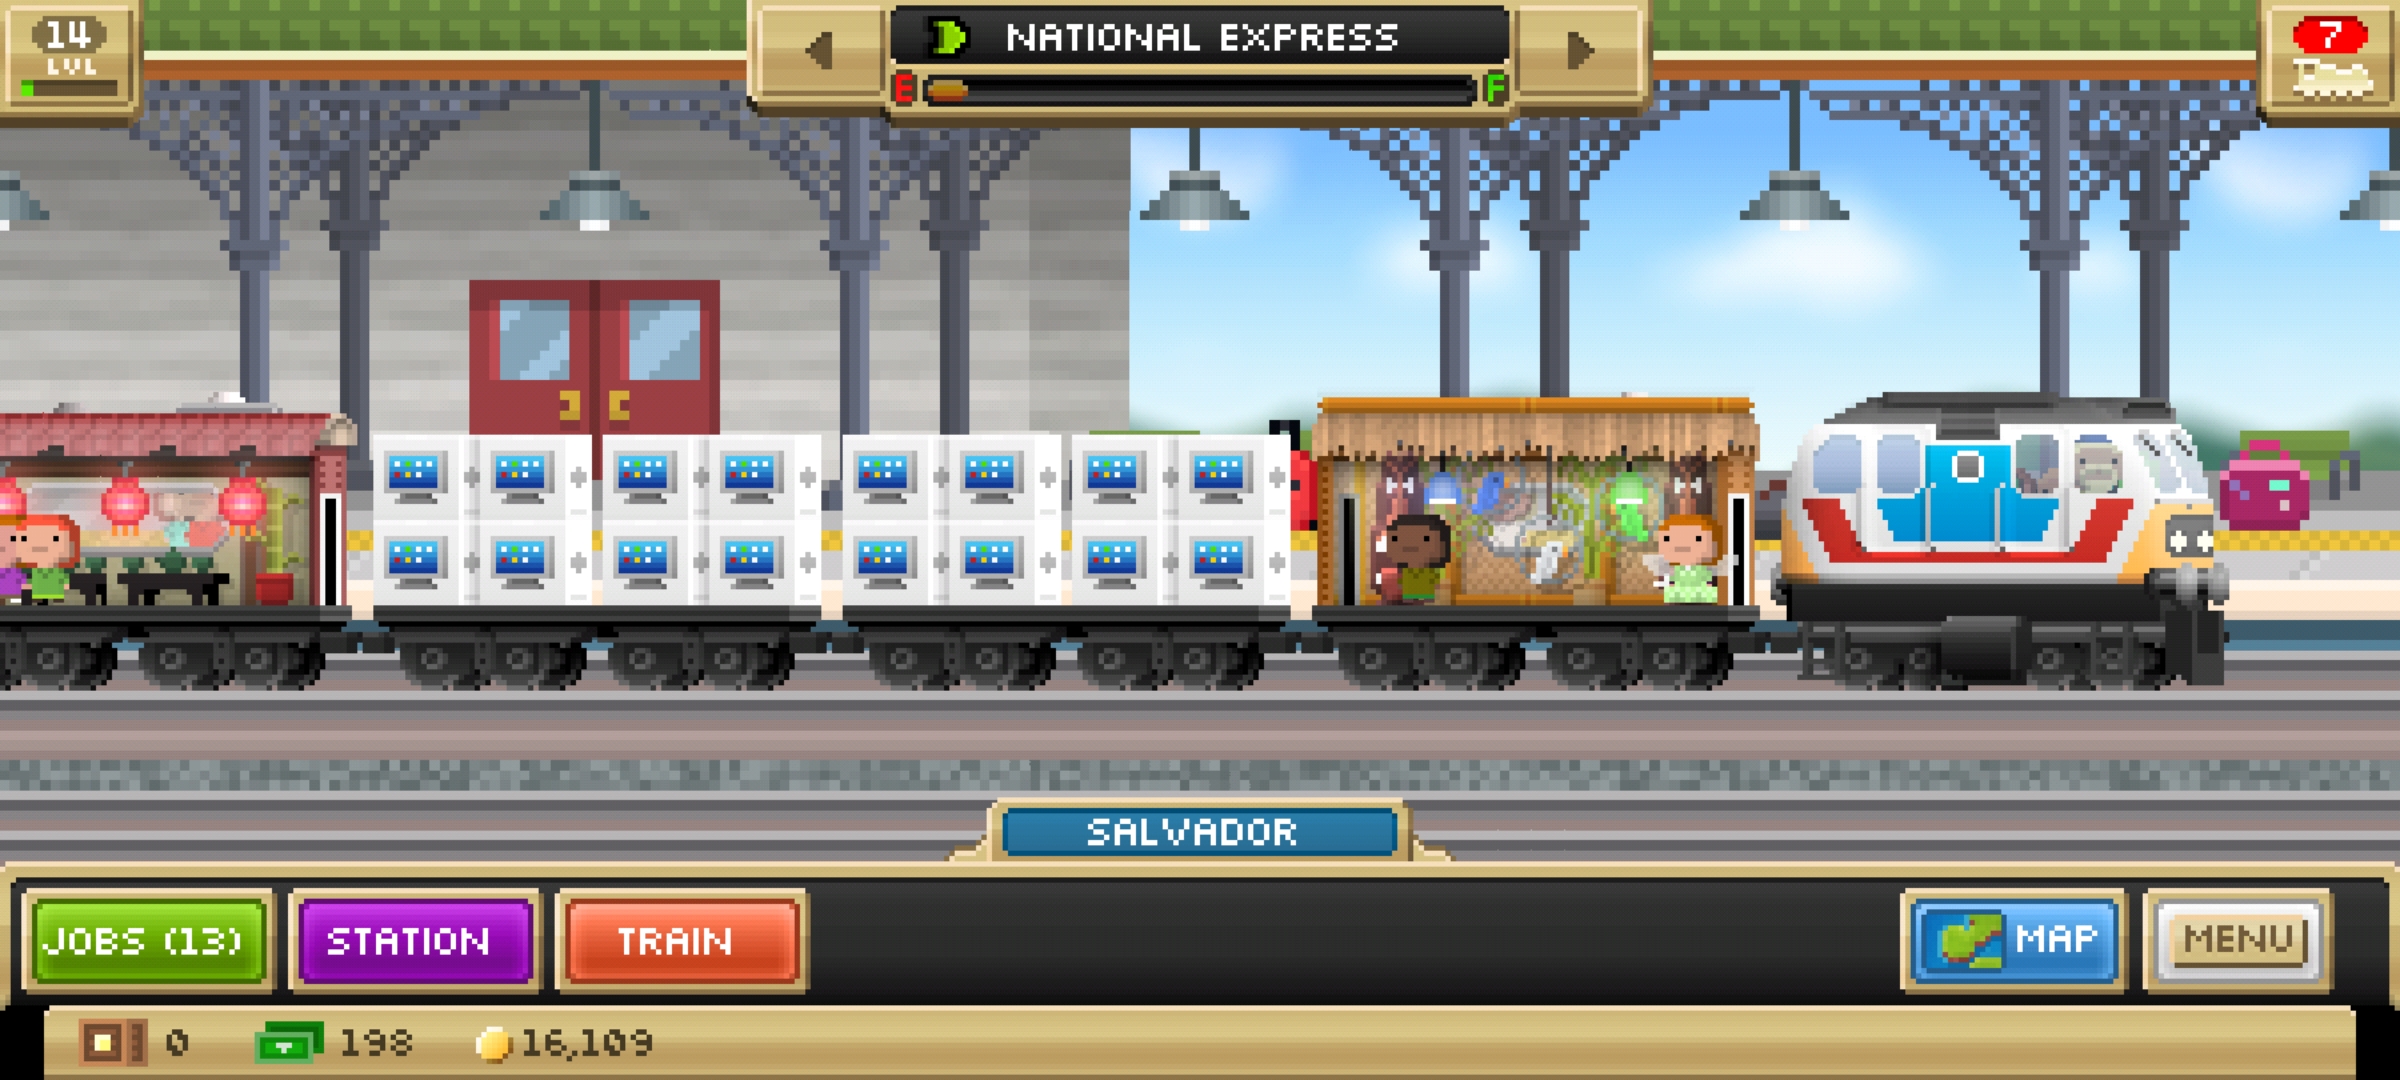 14
LVL
NATIONAL EXPRESS
E F
7
SALVADOR
JOBS (13)
STATION
TRAIN
MAP
MENU
0
198
16,109